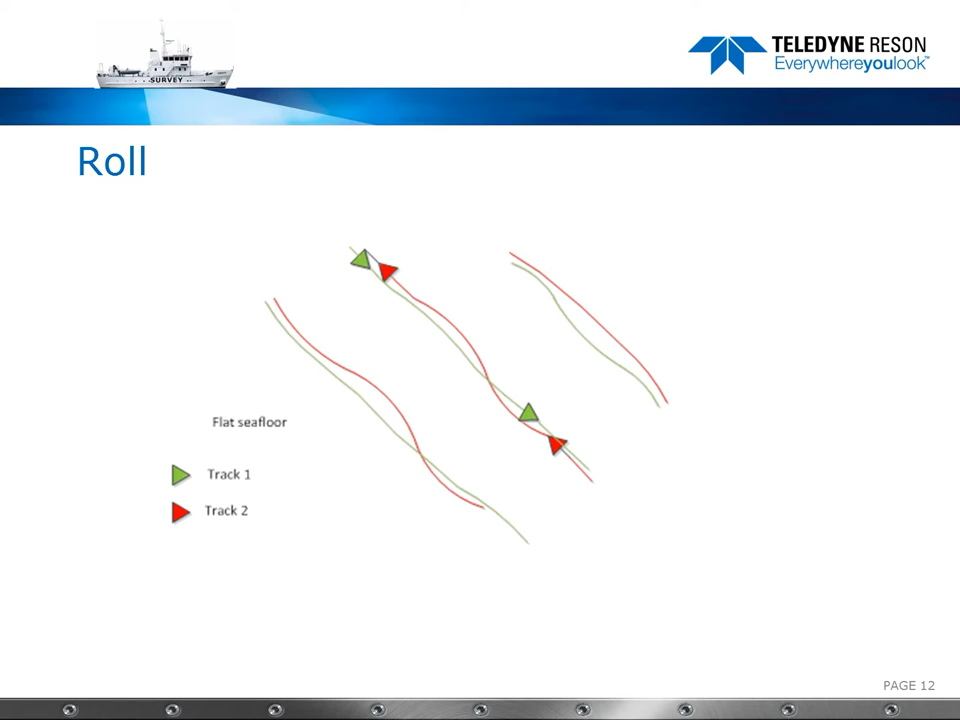 SURVEY
TELEDYNE RESON
Everywhereyoulook™
Roll
Flat seafloor
Track 1
Track 2
PAGE 12